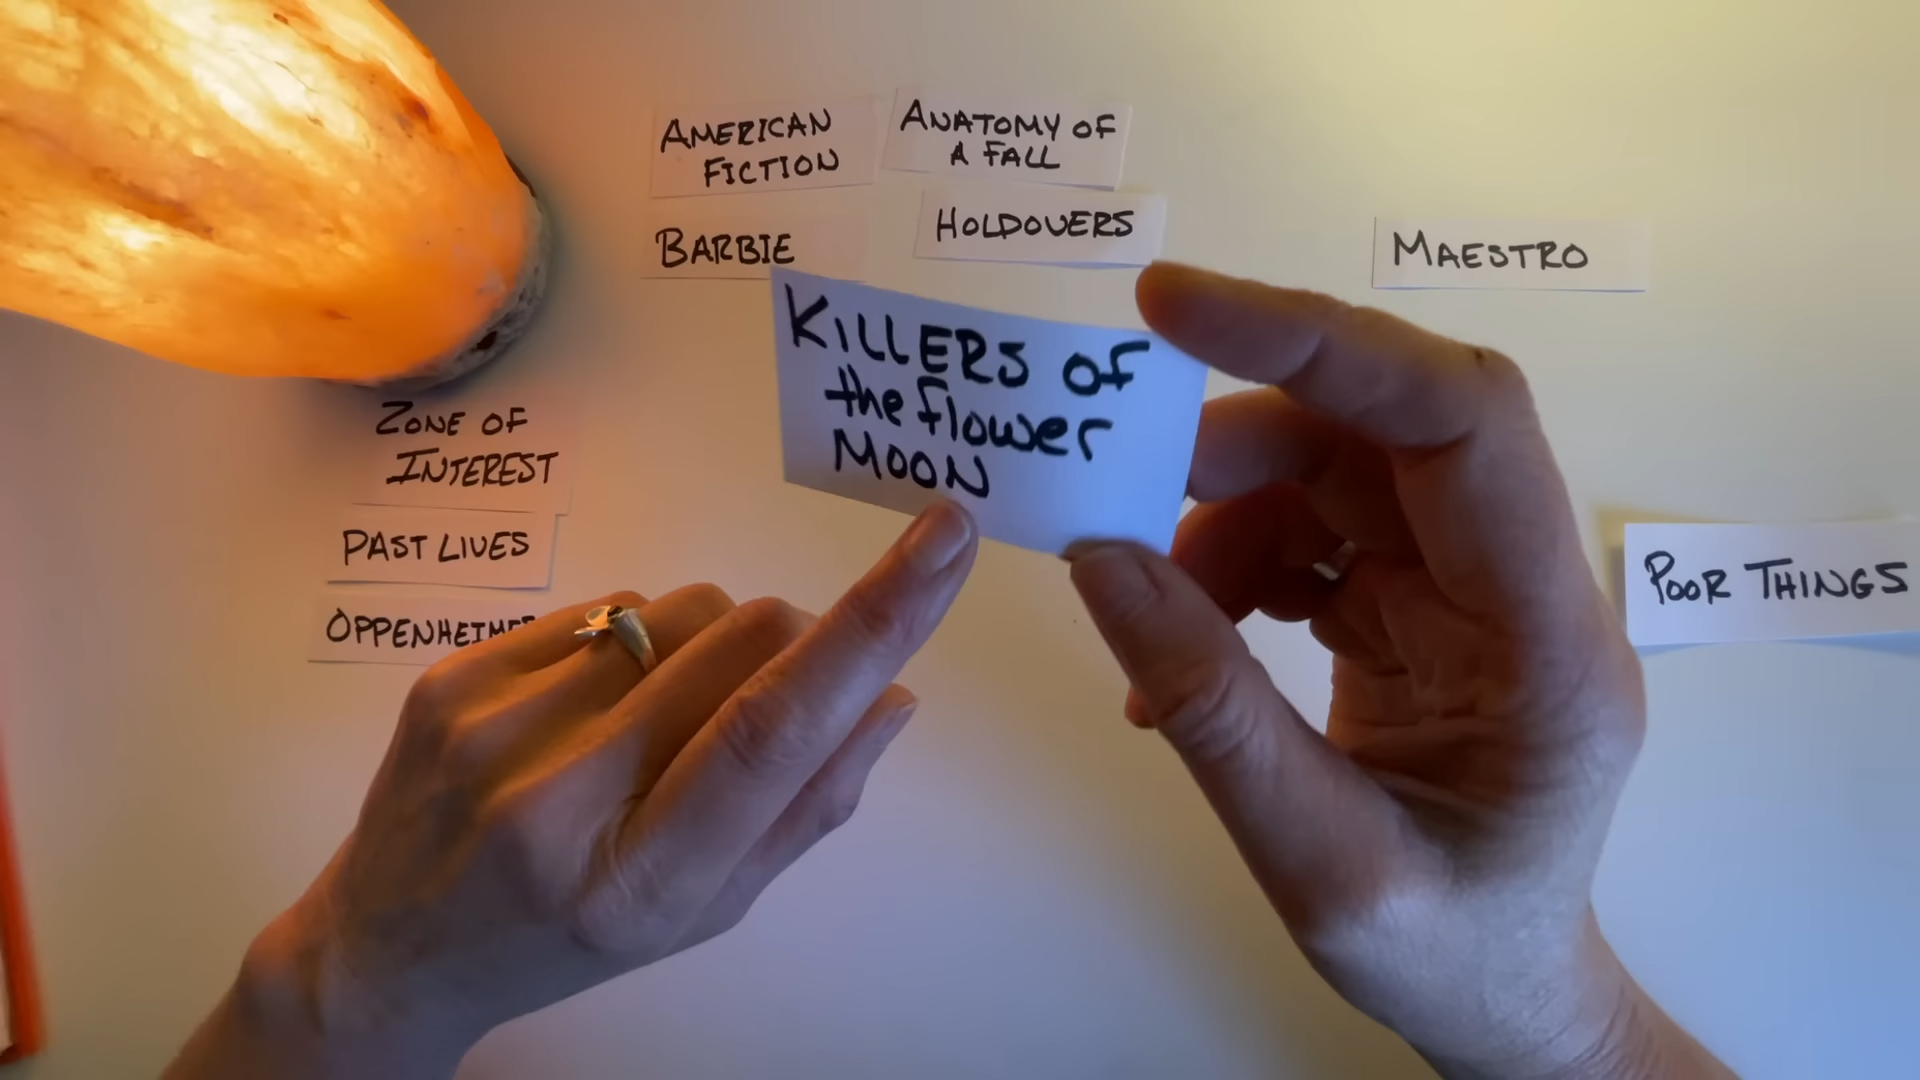 AMERICAN
FICTION
ANATOMY OF
A FALL
BARBIE
HOLDOVERS
MAESTRO
KILLERS OF
the flower
MOON
ZONE OF
INTEREST
PAST LIVES
OPPENHEIMER
POOR THINGS